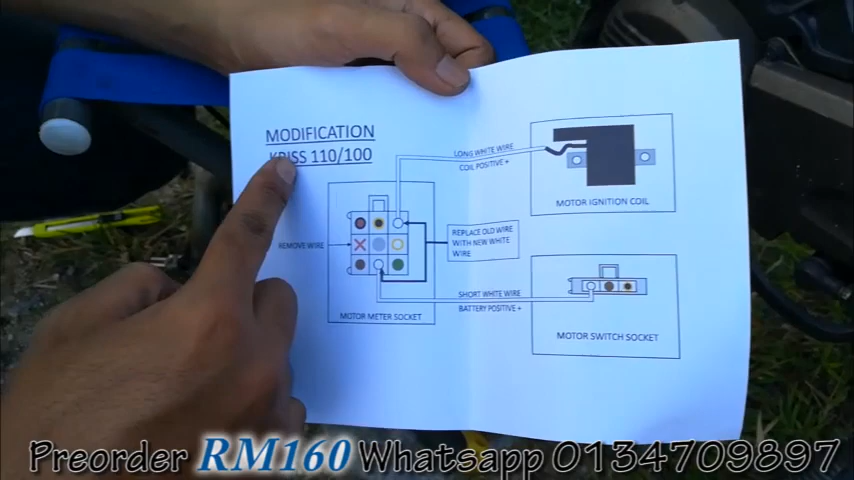 MODIFICATION
KRISS 110/100
LONG WHITE WIRE
COIL POSITIVE +
MOTOR IGNITION COIL
REMOVE WIRE
REPLACE OLD WIRE
WITH NEW WHITE
WIRE
MOTOR METER SOCKET
SHORT WHITE WIRE
BATTERY POSITIVE +
MOTOR SWITCH SOCKET
Preorder RM160 Whatsapp 0134709897